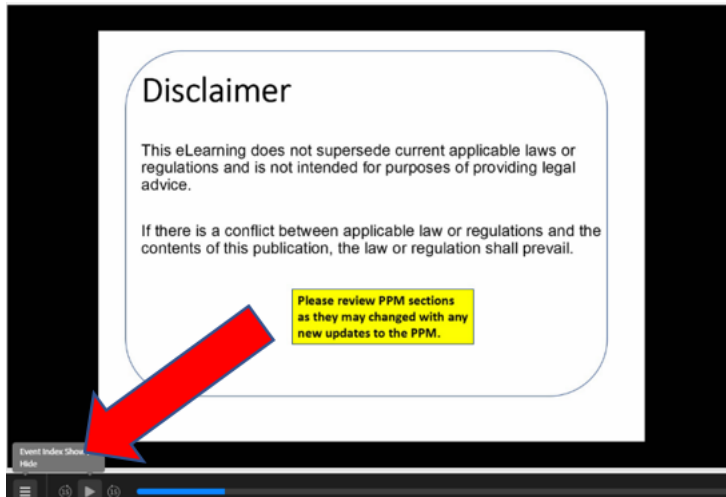 Disclaimer
This eLearning does not supersede current applicable laws or
regulations and is not intended for purposes of providing legal
advice.
If there is a conflict between applicable law or regulations and the
contents of this publication, the law or regulation shall prevail.
Please review PPM sections
as they may changed with any
new updates to the PPM.
Event Index Show
Hide